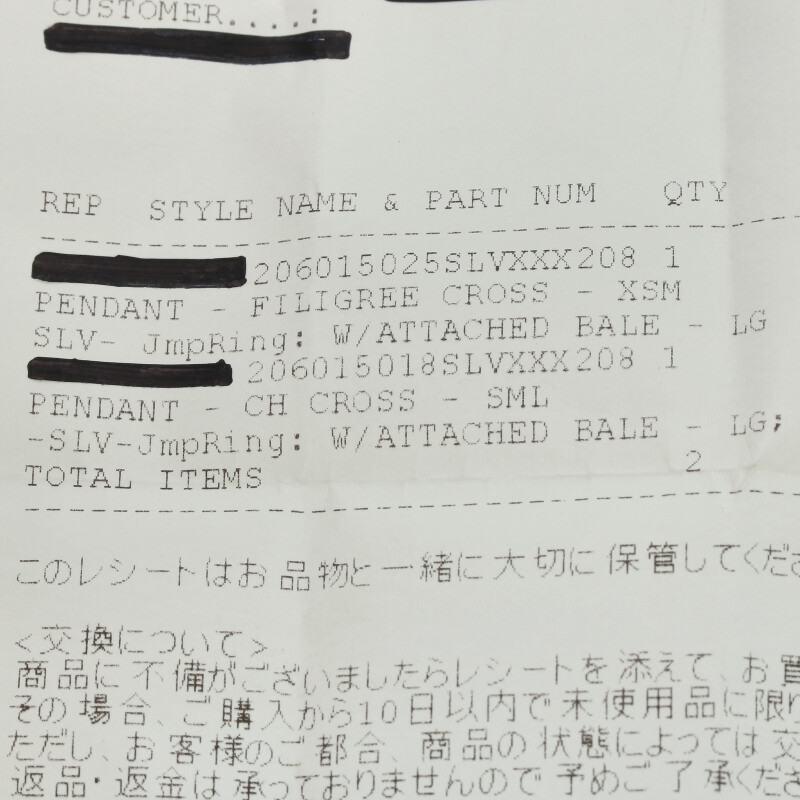 CUSTOMER....:
REP STYLE NAME & PART NUM QTY
206015025SLVXXX208 1
PENDANT - FILIGREE CROSS - XSM
SLV- JmpRing: W/ATTACHED BALE - LG
206015018SLVXXX208 1
PENDANT - CH CROSS - SML
-SLV-JmpRing: W/ATTACHED BALE - LG;
TOTAL ITEMS 2
このレシートはお品物と一緒に大切に保管してくださ
<交換について>
商品に不備がございましたらレシートを添えて、お買
その場合、ご購入から10日以内で未使用品に限り
ただし、お客様のご都合、商品の状態によっては交
返品・返金は承っておりませんので予めご了承くださ